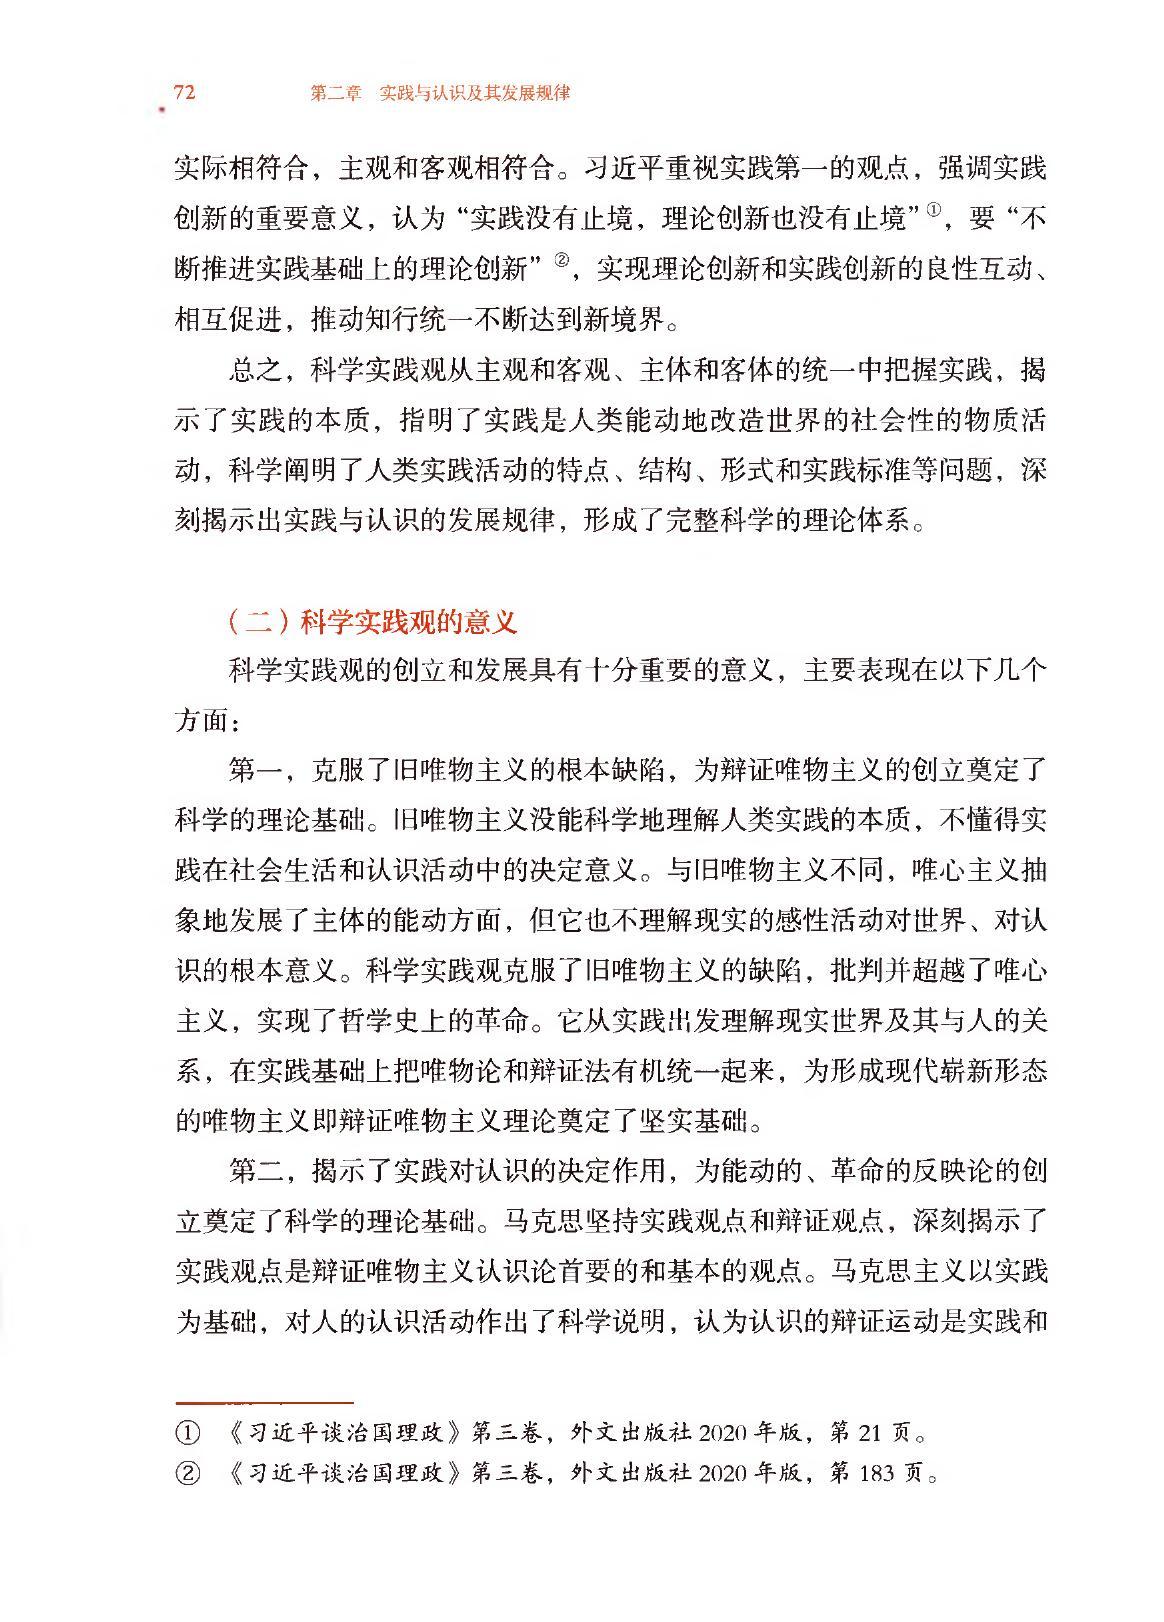 72 第二章 实践与认识及其发展规律
实际相符合，主观和客观相符合。习近平重视实践第一的观点，强调实践
创新的重要意义，认为“实践没有止境，理论创新也没有止境”①，要“不
断推进实践基础上的理论创新”②，实现理论创新和实践创新的良性互动、
相互促进，推动知行统一不断达到新境界。
总之，科学实践观从主观和客观、主体和客体的统一中把握实践，揭
示了实践的本质，指明了实践是人类能动地改造世界的社会性的物质活
动，科学阐明了人类实践活动的特点、结构、形式和实践标准等问题，深
刻揭示出实践与认识的发展规律，形成了完整科学的理论体系。
（二）科学实践观的意义
科学实践观的创立和发展具有十分重要的意义，主要表现在以下几个
方面：
第一，克服了旧唯物主义的根本缺陷，为辩证唯物主义的创立奠定了
科学的理论基础。旧唯物主义没能科学地理解人类实践的本质，不懂得实
践在社会生活和认识活动中的决定意义。与旧唯物主义不同，唯心主义抽
象地发展了主体的能动方面，但它也不理解现实的感性活动对世界、对认
识的根本意义。科学实践观克服了旧唯物主义的缺陷，批判并超越了唯心
主义，实现了哲学史上的革命。它从实践出发理解现实世界及其与人的关
系，在实践基础上把唯物论和辩证法有机统一起来，为形成现代崭新形态
的唯物主义即辩证唯物主义理论奠定了坚实基础。
第二，揭示了实践对认识的决定作用，为能动的、革命的反映论的创
立奠定了科学的理论基础。马克思坚持实践观点和辩证观点，深刻揭示了
实践观点是辩证唯物主义认识论首要的和基本的观点。马克思主义以实践
为基础，对人的认识活动作出了科学说明，认为认识的辩证运动是实践和
① 《习近平谈治国理政》第三卷，外文出版社 2020 年版，第 21 页。
② 《习近平谈治国理政》第三卷，外文出版社 2020 年版，第 183 页。